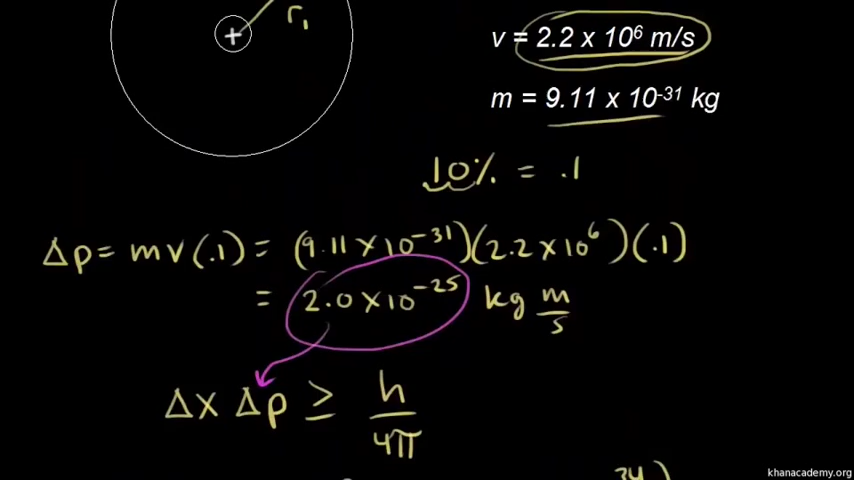 + r₁
v = 2.2 x 10⁶ m/s
m = 9.11 x 10⁻³¹ kg
10% = .1
Δp = mv(.1) = (9.11 x 10⁻³¹)(2.2 x 10⁶)(.1)
= 2.0 x 10⁻²⁵ kg m/s
Δx Δp ≥ h/4π
34)
khanacademy.org